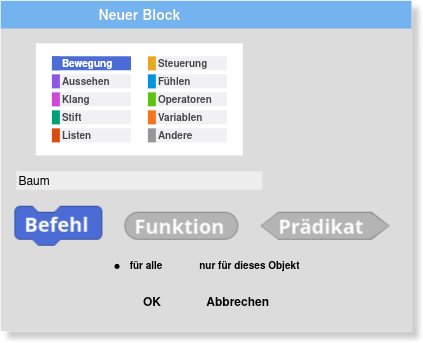 Neuer Block
Bewegung Steuerung
Aussehen Fühlen
Klang Operatoren
Stift Variablen
Listen Andere
Baum
Befehl Funktion Prädikat
für alle nur für dieses Objekt
OK Abbrechen